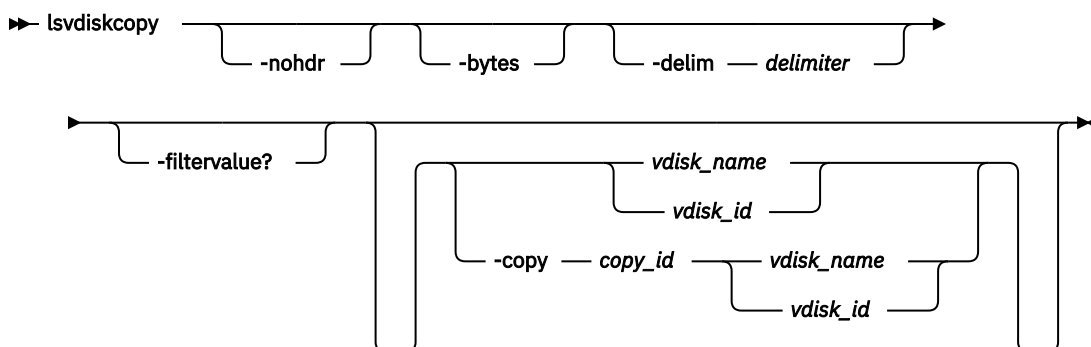 lsvdiskcopy
-nohdr -bytes -delim delimiter
-filtervalue? vdisk_name
vdisk_id
-copy copy_id vdisk_name
vdisk_id